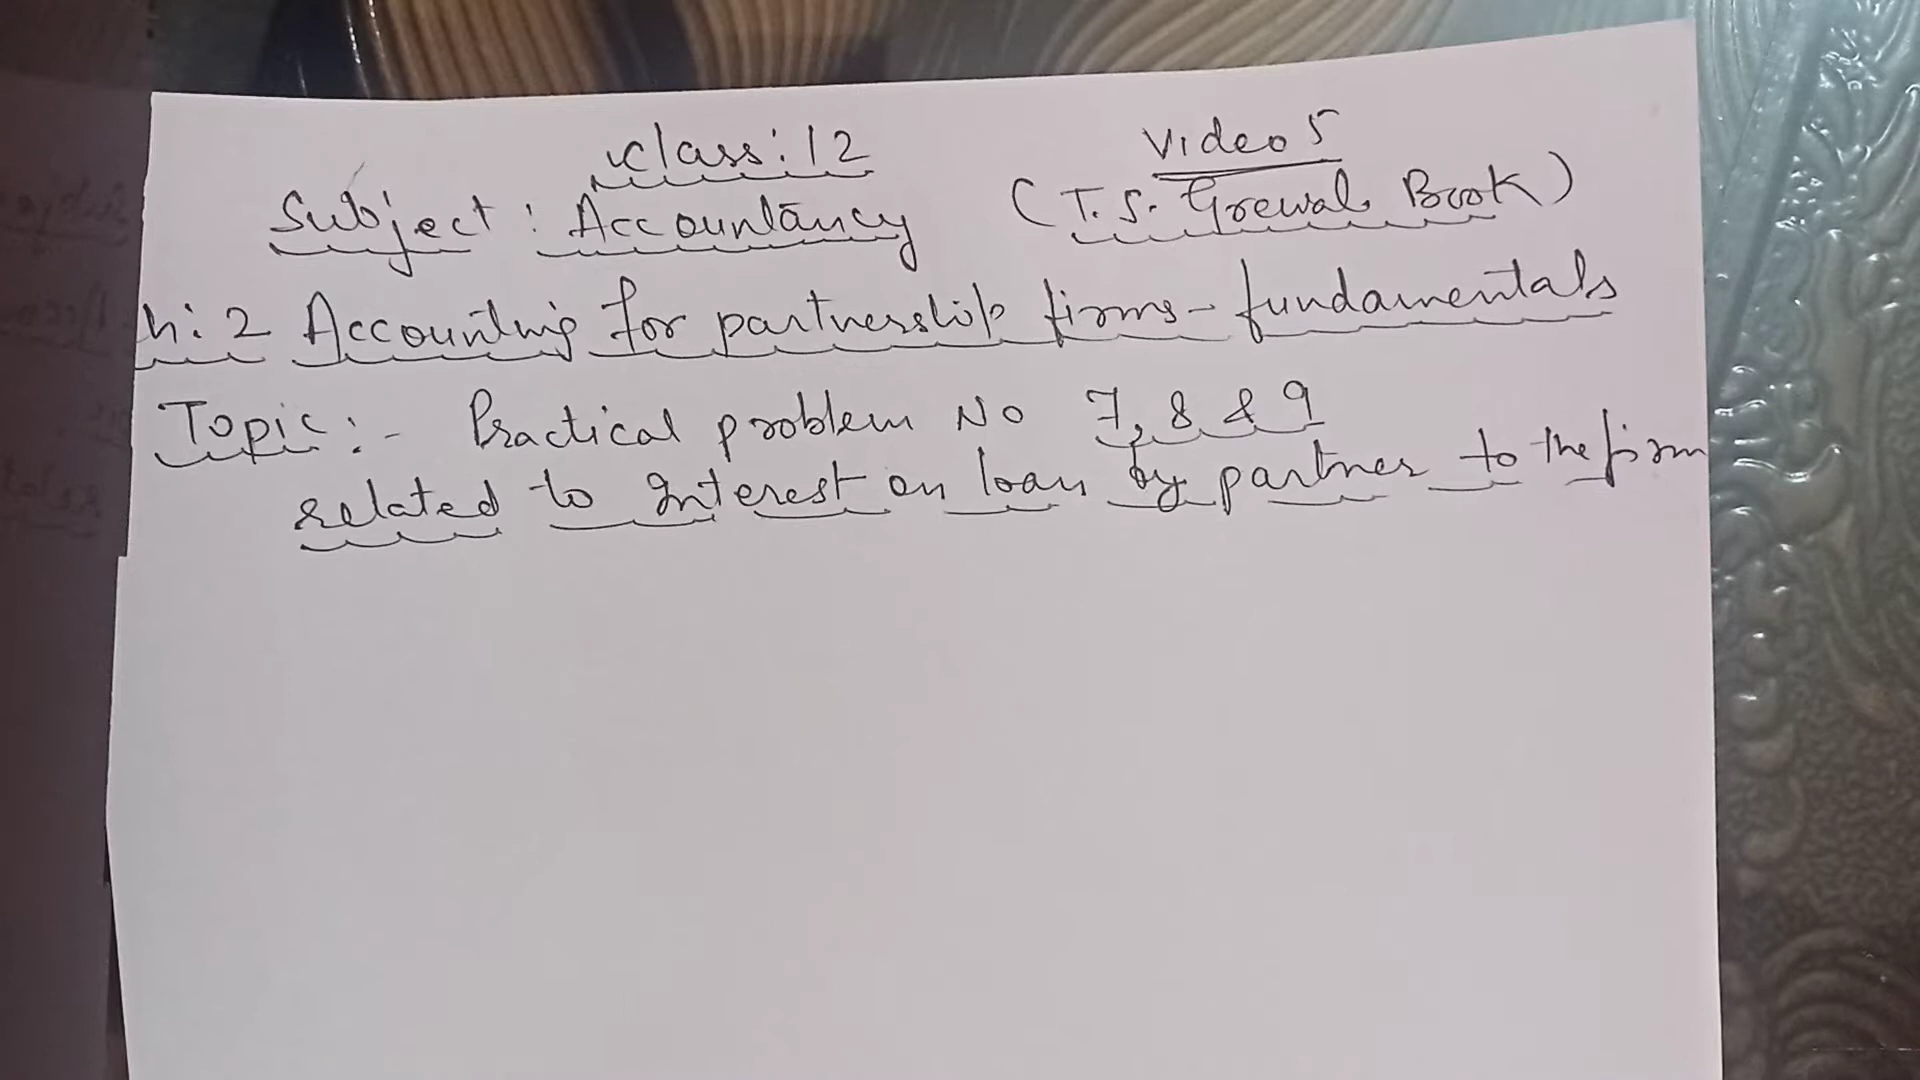 Class: 12
Video 5
Subject: Accountancy (T.S. Grewal Book)
h: 2 Accounting for partnership firms - fundamentals
Topic:- Practical problem No 7, 8 & 9
related to Interest on loan by partner to the firm